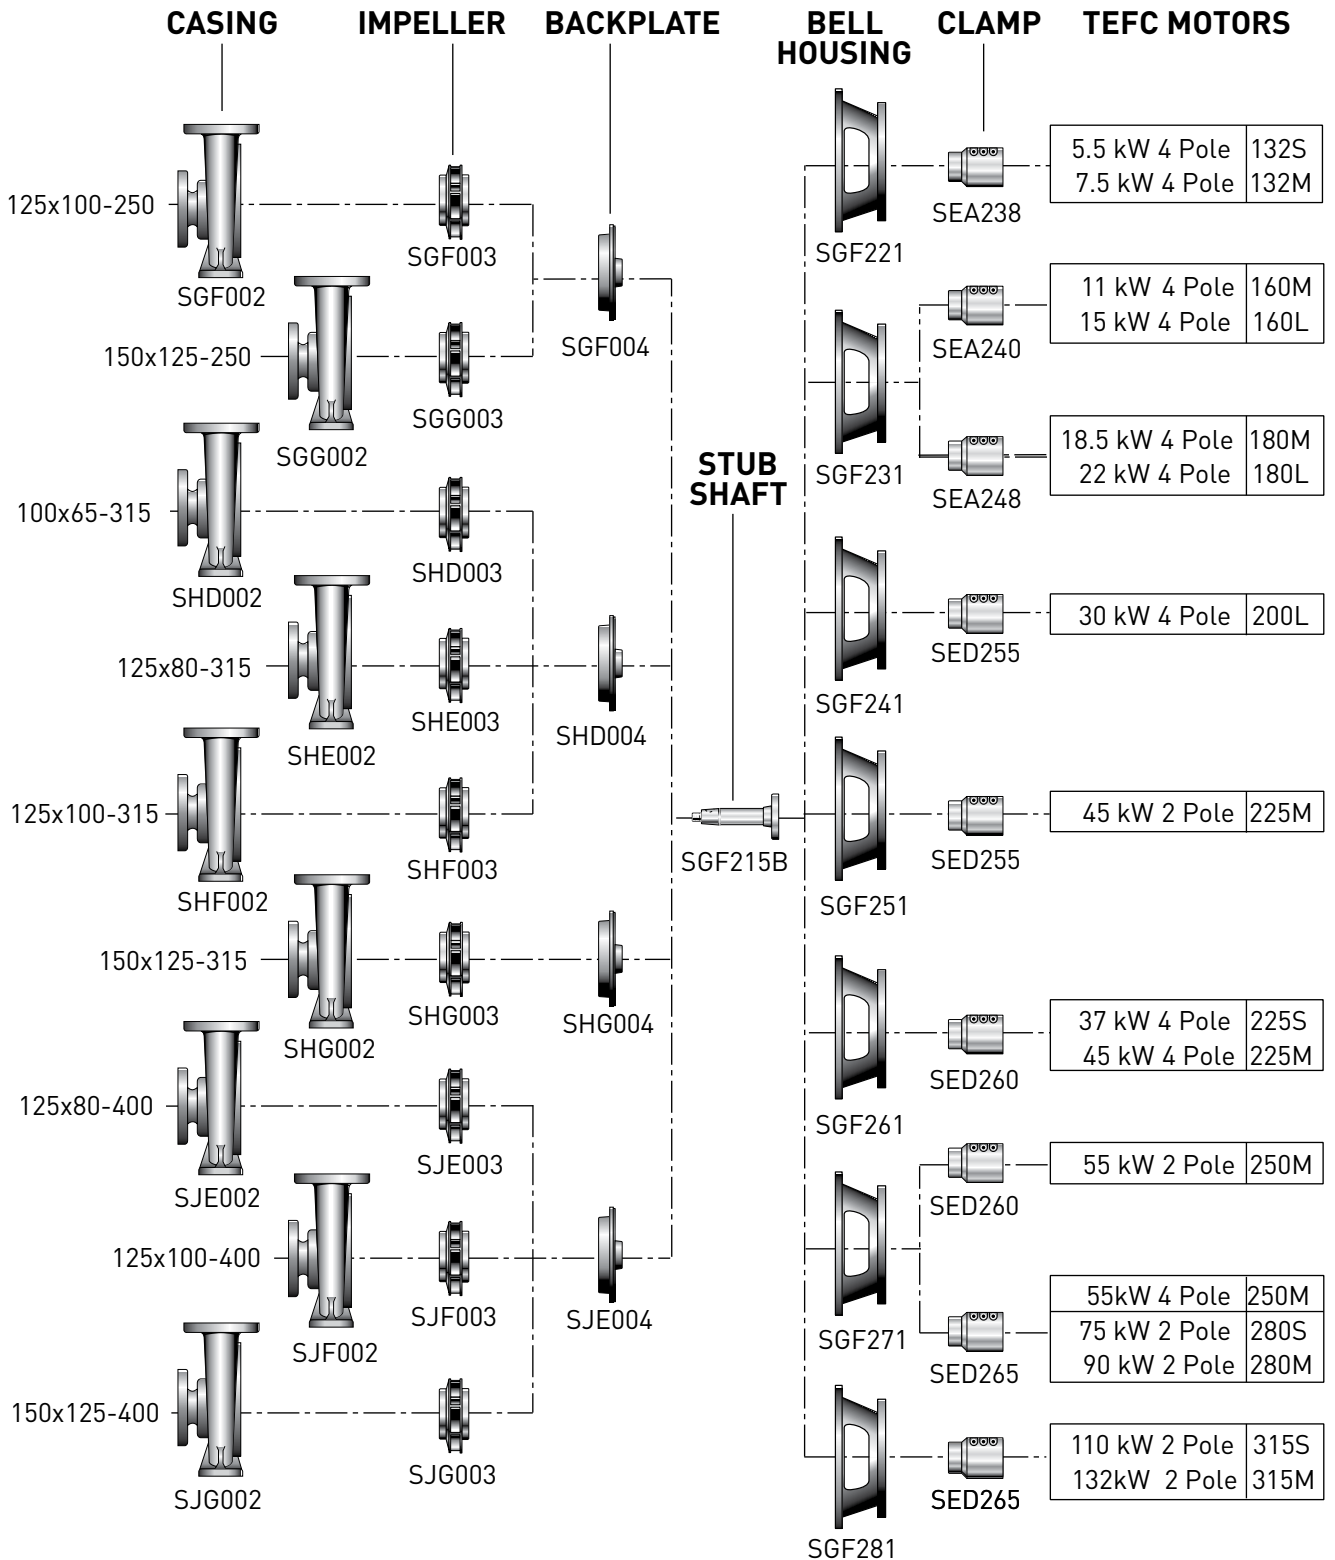 CASING
IMPELLER
BACKPLATE
BELL
HOUSING
CLAMP
TEFC MOTORS
125x100-250
SGF002
SGF003
150x125-250
SGG002
SGG003
SGF004
100x65-315
SHD002
SHD003
125x80-315
SHE002
SHE003
SHD004
125x100-315
SHF002
SHF003
150x125-315
SHG002
SHG003
SHG004
125x80-400
SJE002
SJE003
125x100-400
SJF002
SJF003
SJE004
150x125-400
SJG002
SJG003
STUB
SHAFT
SGF215B
SGF221
SEA238
5.5 kW 4 Pole 132S
7.5 kW 4 Pole 132M
SGF231
SEA240
11 kW 4 Pole 160M
15 kW 4 Pole 160L
SEA248
18.5 kW 4 Pole 180M
22 kW 4 Pole 180L
SGF241
SED255
30 kW 4 Pole 200L
SGF251
SED255
45 kW 2 Pole 225M
SGF261
SED260
37 kW 4 Pole 225S
45 kW 4 Pole 225M
SGF271
SED260
55 kW 2 Pole 250M
SED265
55kW 4 Pole 250M
75 kW 2 Pole 280S
90 kW 2 Pole 280M
SGF281
SED265
110 kW 2 Pole 315S
132kW 2 Pole 315M